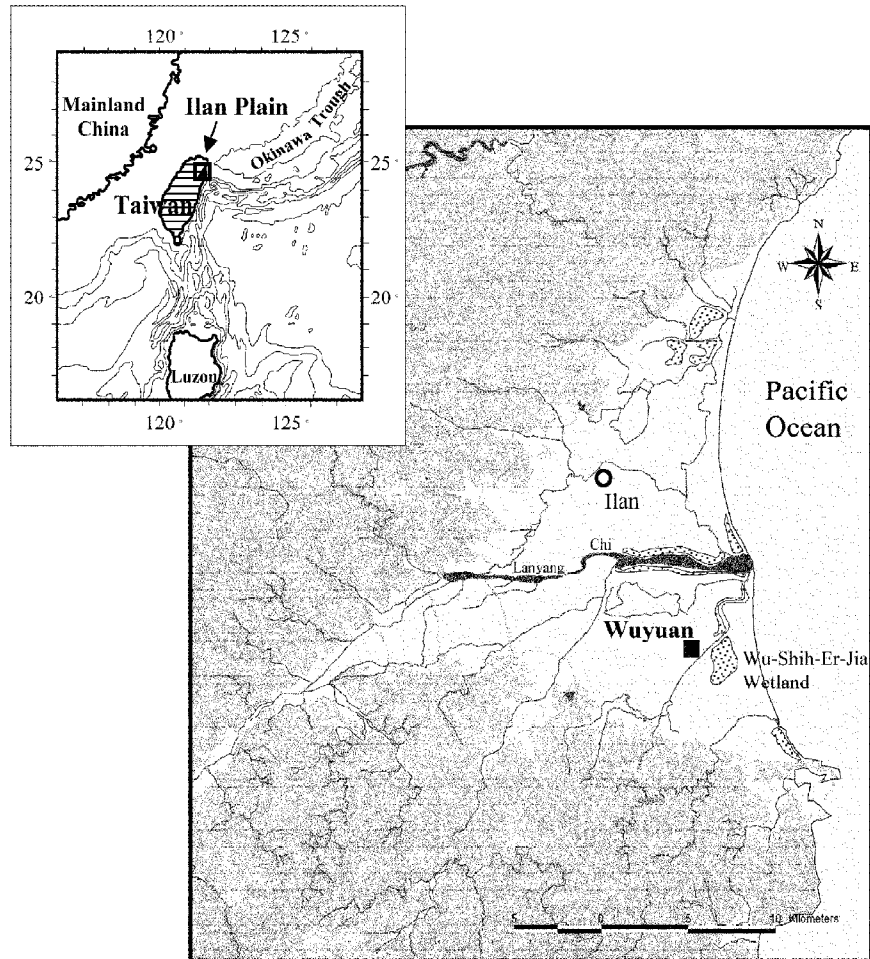 120° 125°
Mainland
China
Ilan Plain
Okinawa Trough
25 25°
Taiwan
20 20°
Luzon
120° 125°
N
W E
S
Pacific
Ocean
Ilan
Chi
Lanyang
Wuyuan
Wu-Shih-Er-Jia
Wetland
5 0 5 10 Kilometers